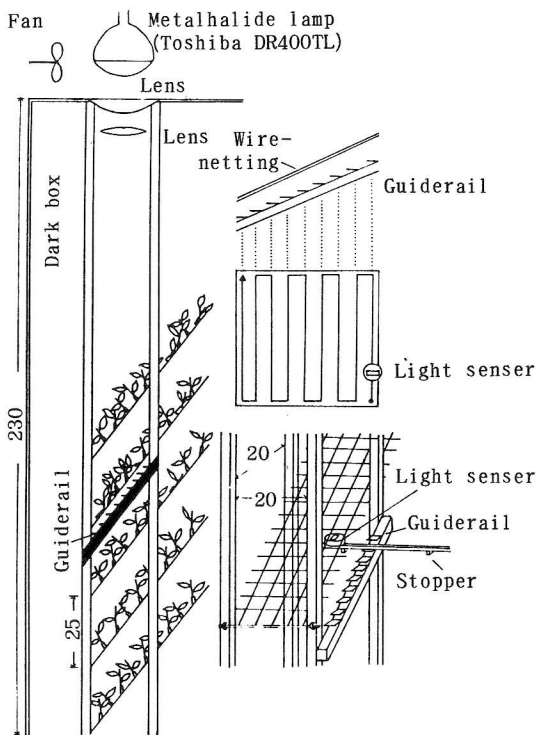 Fan
Metalhalide lamp
(Toshiba DR400TL)
Lens
Lens
Wire-
netting
Guiderail
Dark box
Light senser
230
20
20
Light senser
Guiderail
Guiderail
Stopper
25